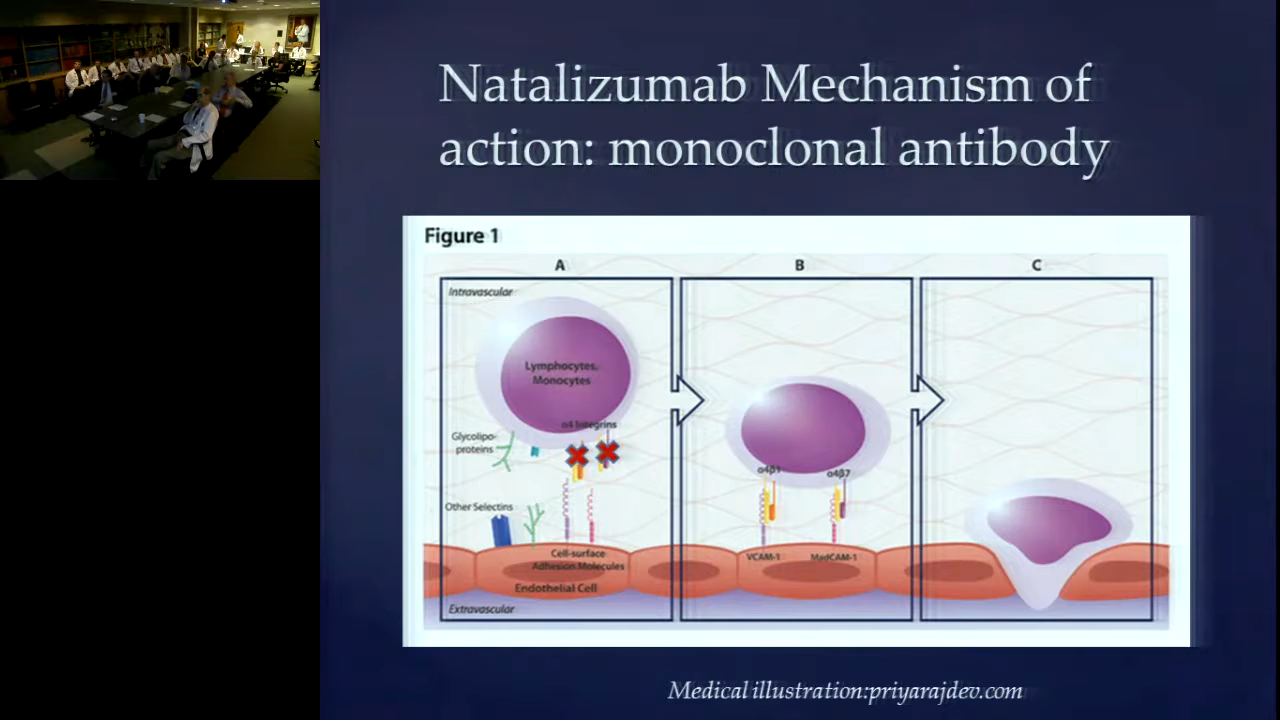 Natalizumab Mechanism of
action: monoclonal antibody
Figure 1
A
B
C
Intravascular
Lymphocytes,
Monocytes
α4 Integrins
Glycolipo-
proteins
Other Selectins
Cell-surface
Adhesion Molecules
Endothelial Cell
Extravascular
α4β1
α4β7
VCAM-1
MadCAM-1
Medical illustration:priyarajdev.com